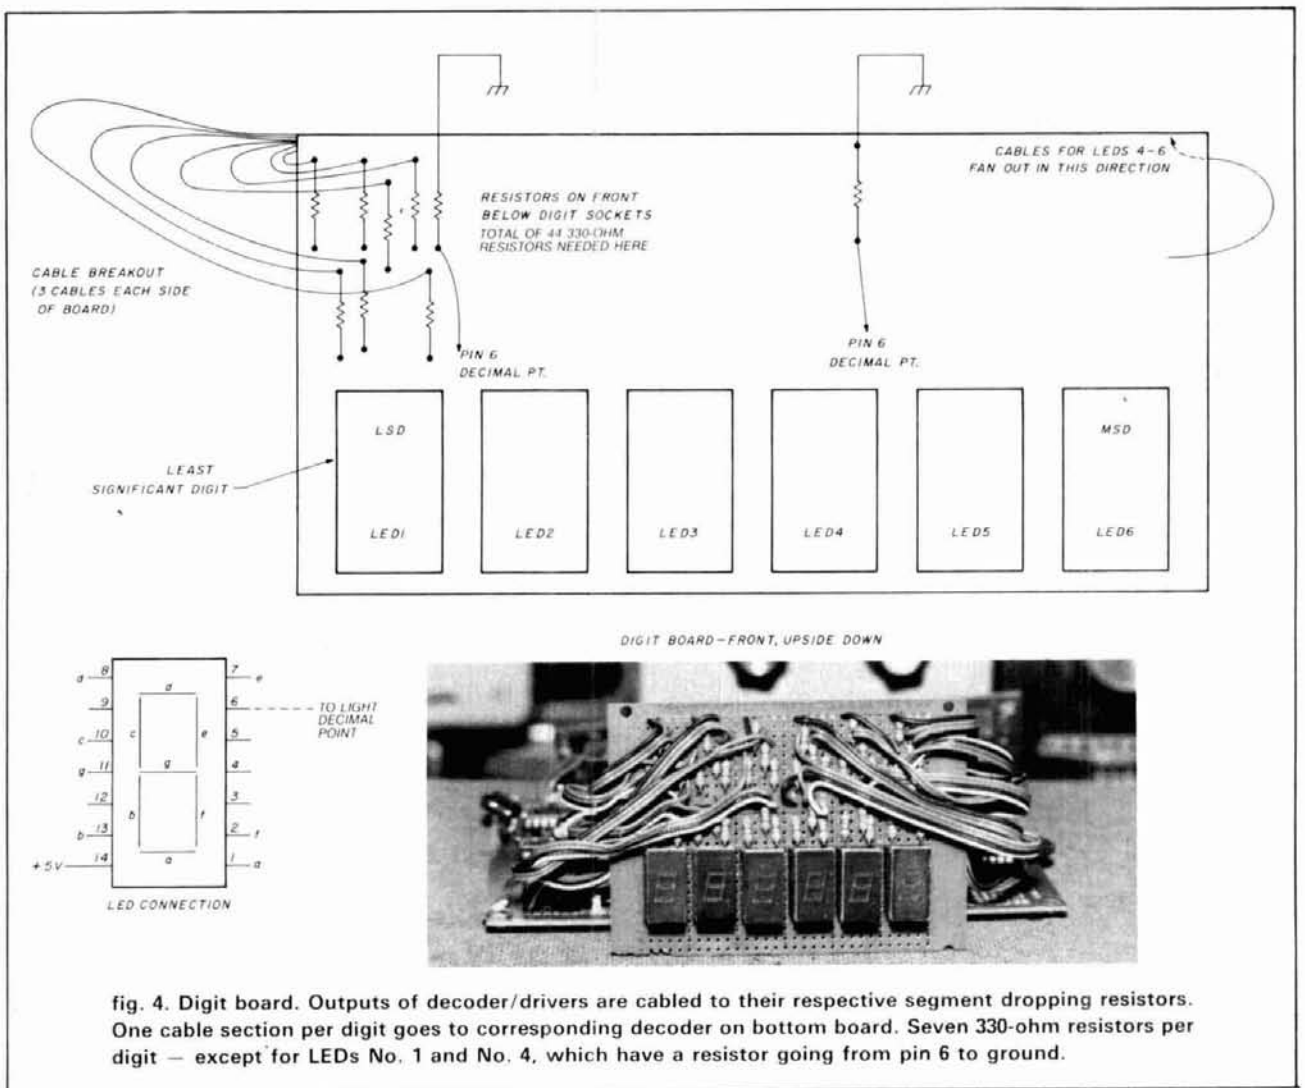 CABLES FOR LEDS 4-6
FAN OUT IN THIS DIRECTION
RESISTORS ON FRONT
BELOW DIGIT SOCKETS
TOTAL OF 44 330-OHM
RESISTORS NEEDED HERE
CABLE BREAKOUT
(3 CABLES EACH SIDE
OF BOARD)
PIN 6
DECIMAL PT.
PIN 6
DECIMAL PT.
LSD
MSD
LEAST
SIGNIFICANT DIGIT
LED1
LED2
LED3
LED4
LED5
LED6
DIGIT BOARD-FRONT, UPSIDE DOWN
d 8
7 e
9
6
TO LIGHT
DECIMAL
POINT
c 10
5
g 11
4
12
3
b 13
2 f
+5V 14
1 a
d
c
e
g
b
f
a
LED CONNECTION
fig. 4. Digit board. Outputs of decoder/drivers are cabled to their respective segment dropping resistors.
One cable section per digit goes to corresponding decoder on bottom board. Seven 330-ohm resistors per
digit — except for LEDs No. 1 and No. 4, which have a resistor going from pin 6 to ground.